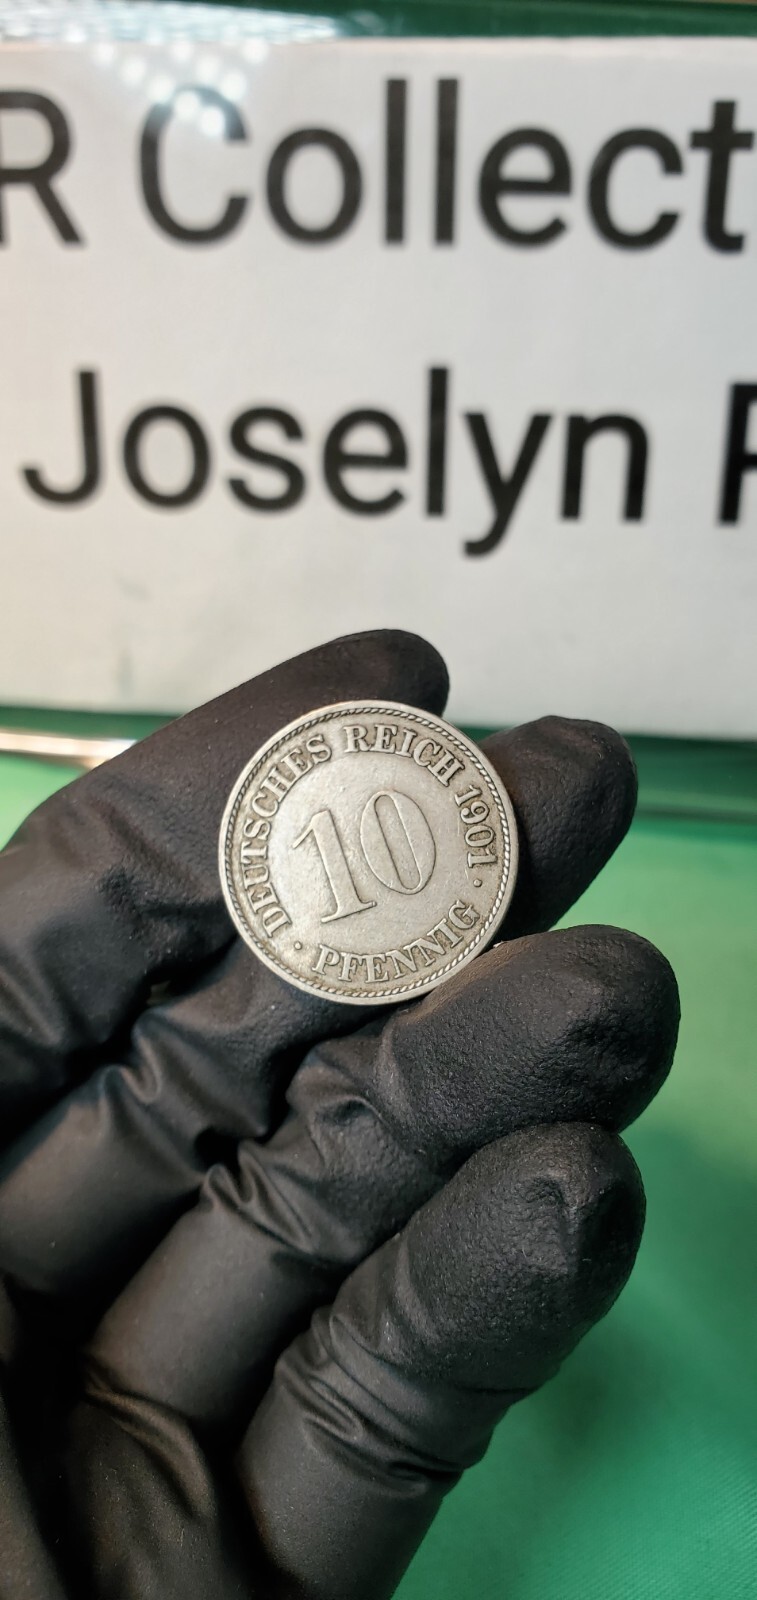 R Collect
Joselyn
DEUTSCHES REICH 1901 ·
10
· PFENNIG